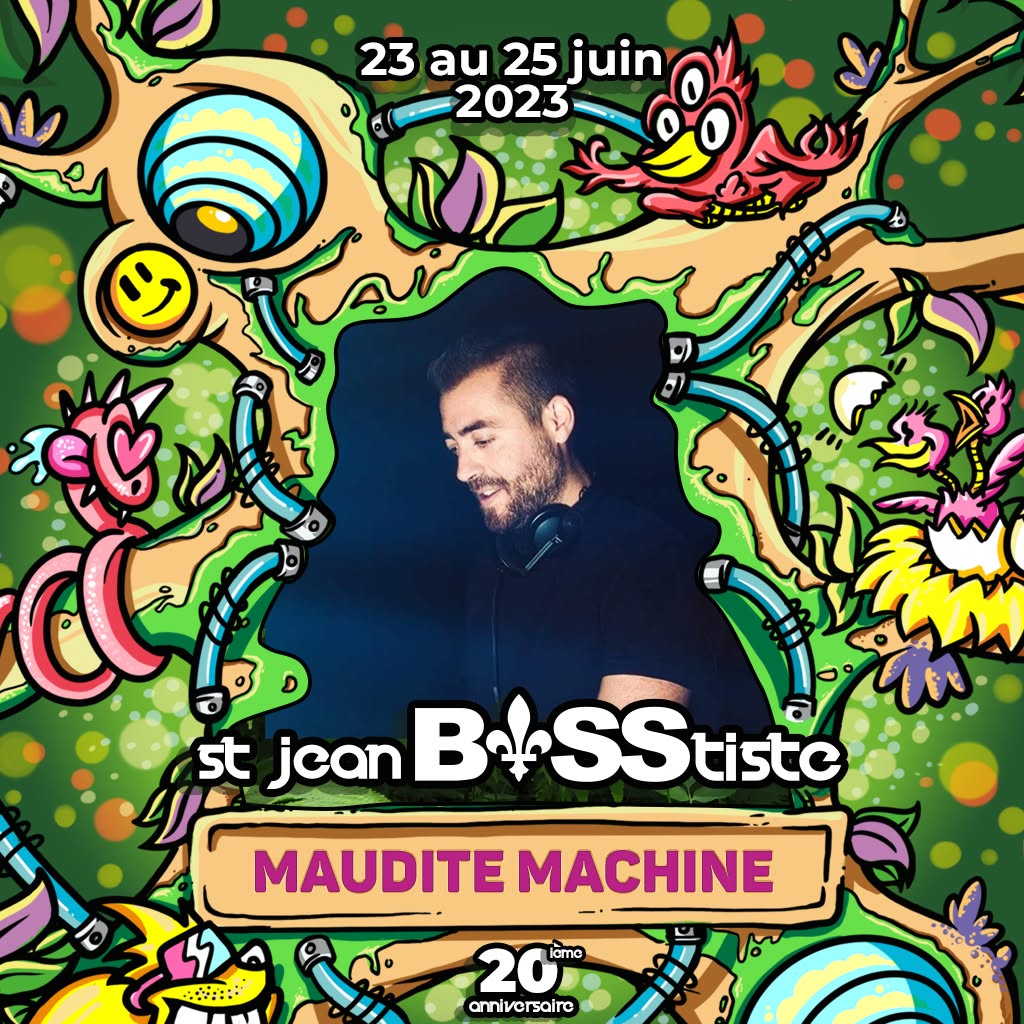 23 au 25 juin
2023
st jean B⚜SStiste
MAUDITE MACHINE
20ième
anniversaire